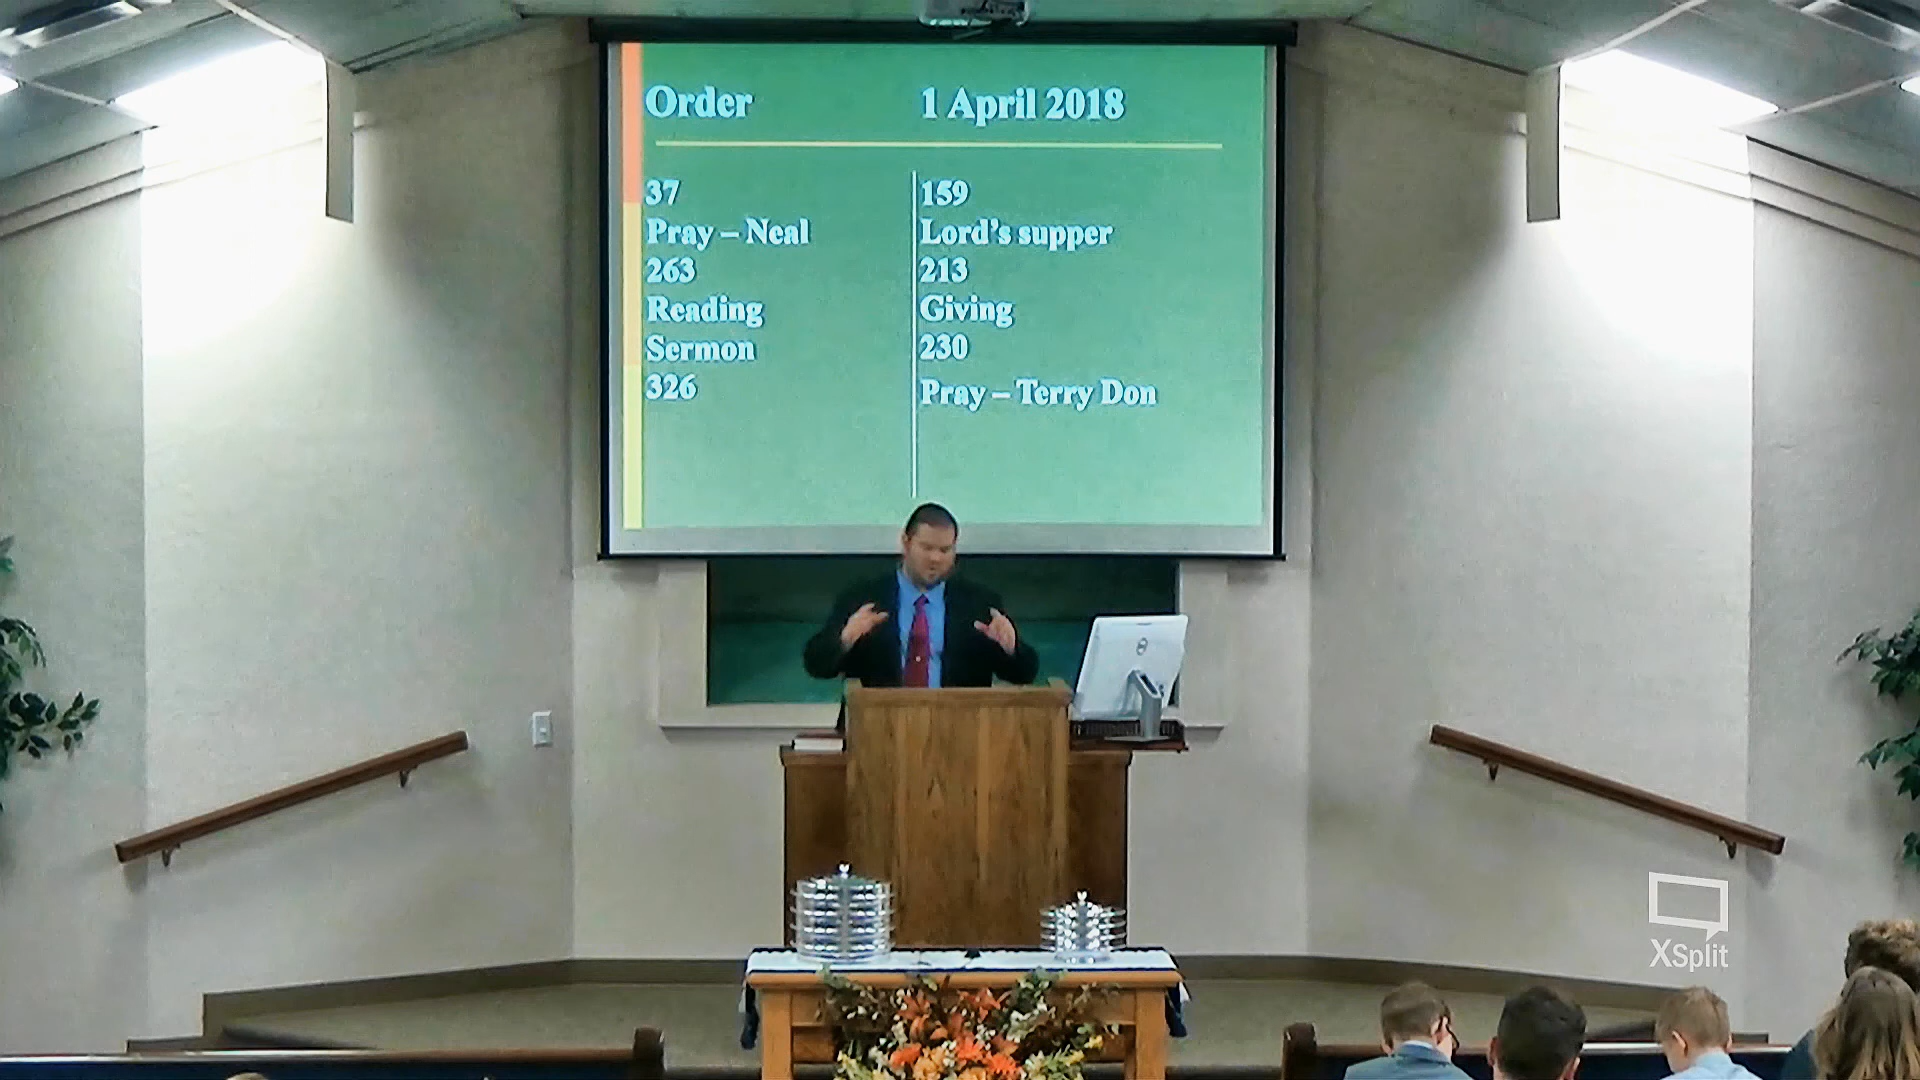 Order 1 April 2018
37
Pray – Neal
263
Reading
Sermon
326
159
Lord's supper
213
Giving
230
Pray – Terry Don
XSplit